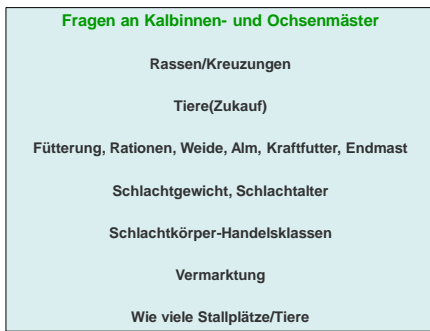 Fragen an Kalbinnen- und Ochsenmäster
Rassen/Kreuzungen
Tiere(Zukauf)
Fütterung, Rationen, Weide, Alm, Kraftfutter, Endmast
Schlachtgewicht, Schlachtalter
Schlachtkörper-Handelsklassen
Vermarktung
Wie viele Stallplätze/Tiere